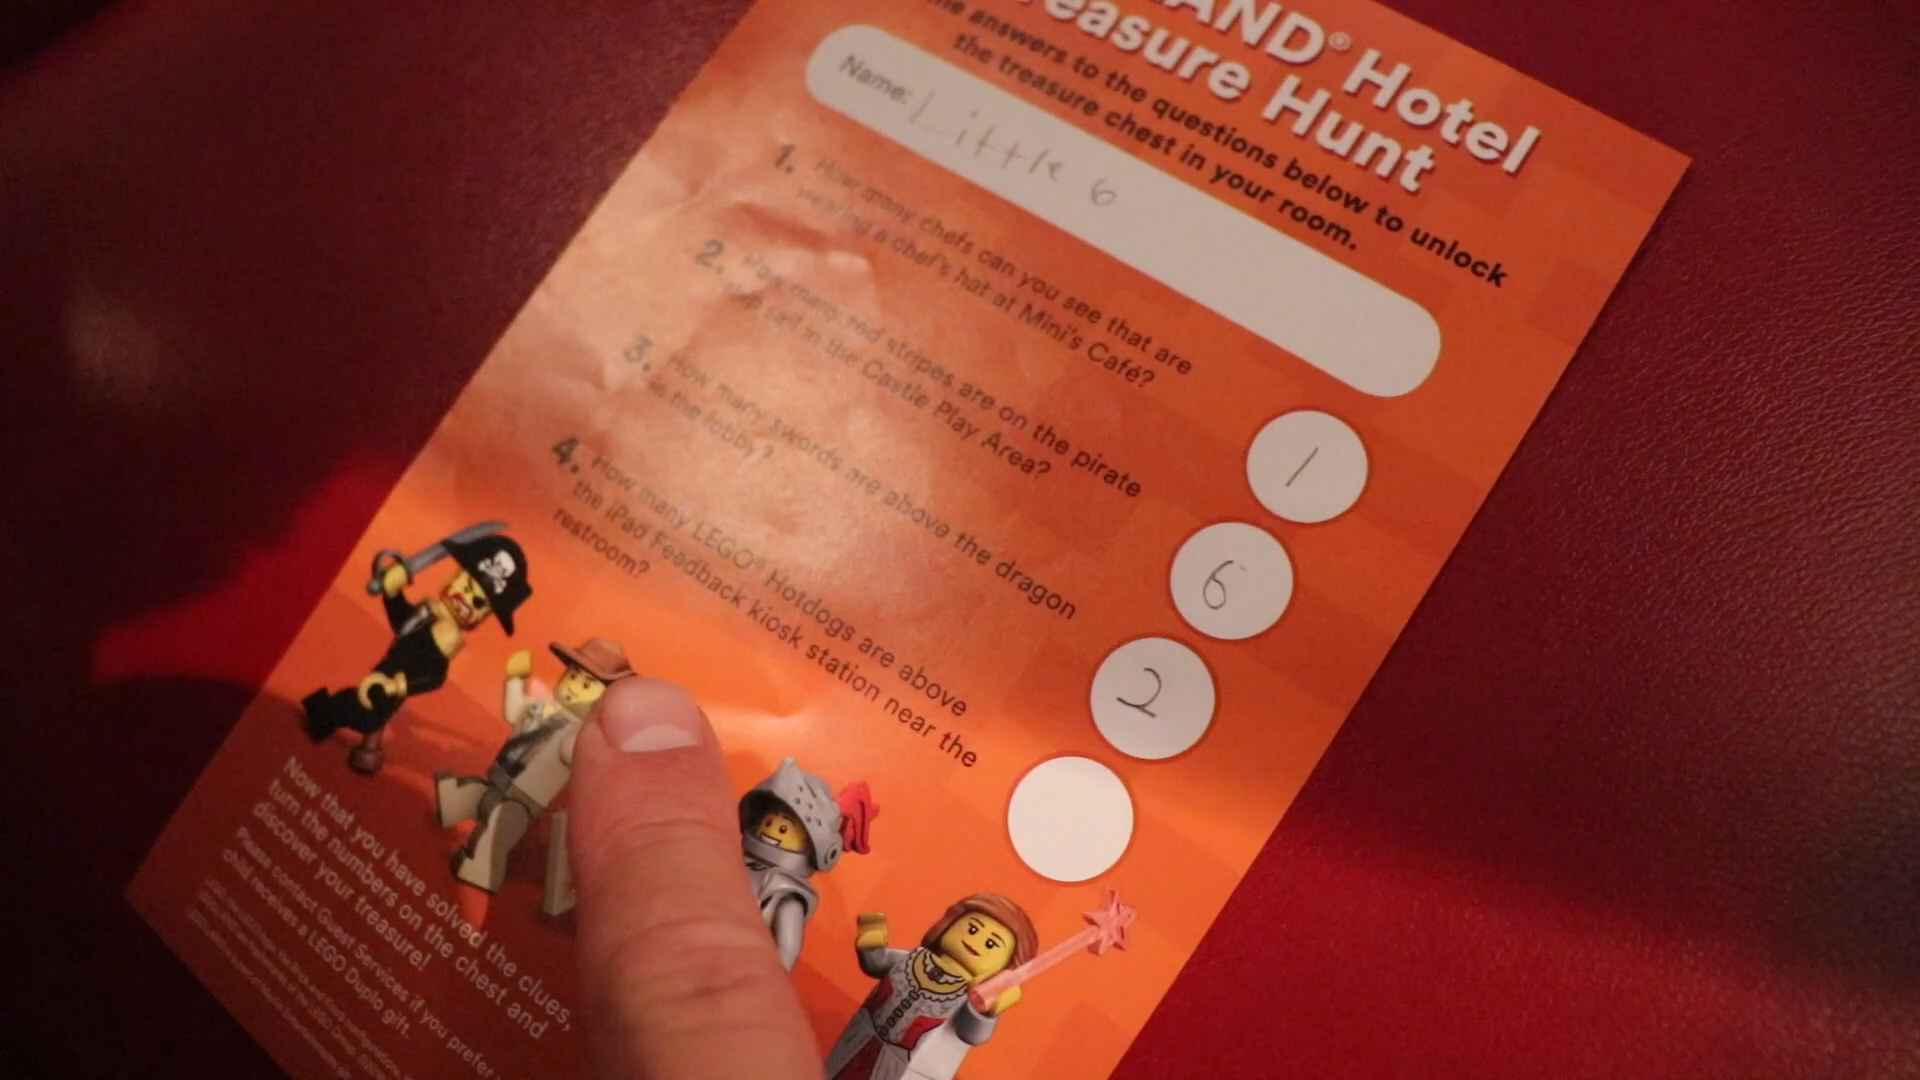 LAND® Hotel
Treasure Hunt
the answers to the questions below to unlock
the treasure chest in your room.
Name: Little 6
1. How many chefs can you see that are
wearing a chef's hat at Mini's Café?
1
2. How many red stripes are on the pirate
ship sail in the Castle Play Area?
6
3. How many swords are above the dragon
in the lobby?
2
4. How many LEGO® Hotdogs are above
the iPad Feedback kiosk station near the
restroom?
Now that you have solved the clues,
turn the numbers on the chest and
discover your treasure!
Please contact Guest Services if you prefer
child receives a LEGO Duplo gift.